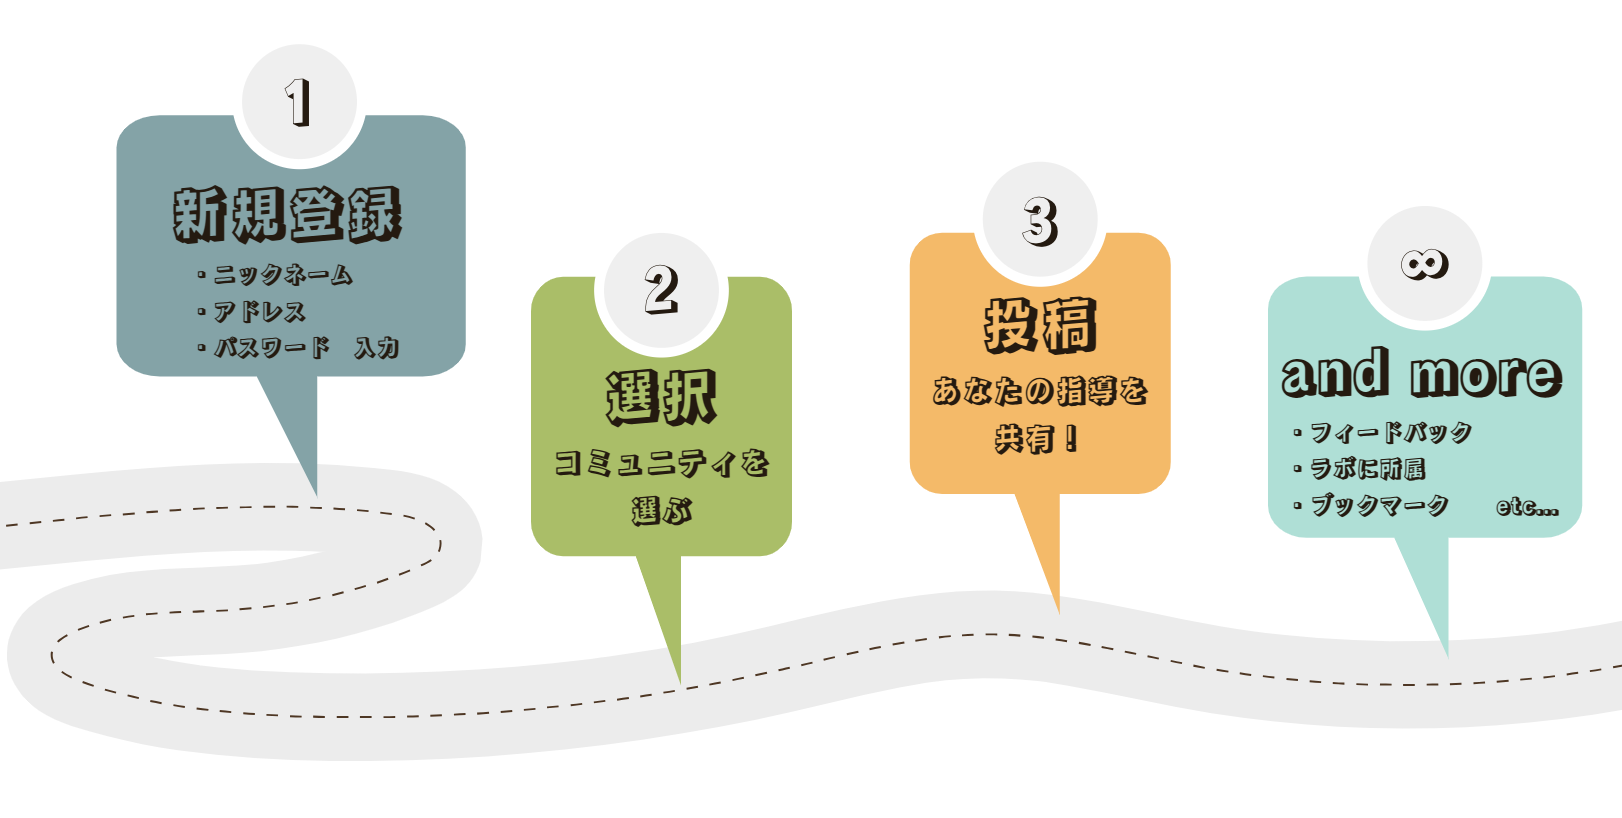 1
新規登録
・ニックネーム
・アドレス
・パスワード　入力
2
選択
コミュニティを
選ぶ
3
投稿
あなたの指導を
共有！
∞
and more
・フィードバック
・ラボに所属
・ブックマーク　　etc...